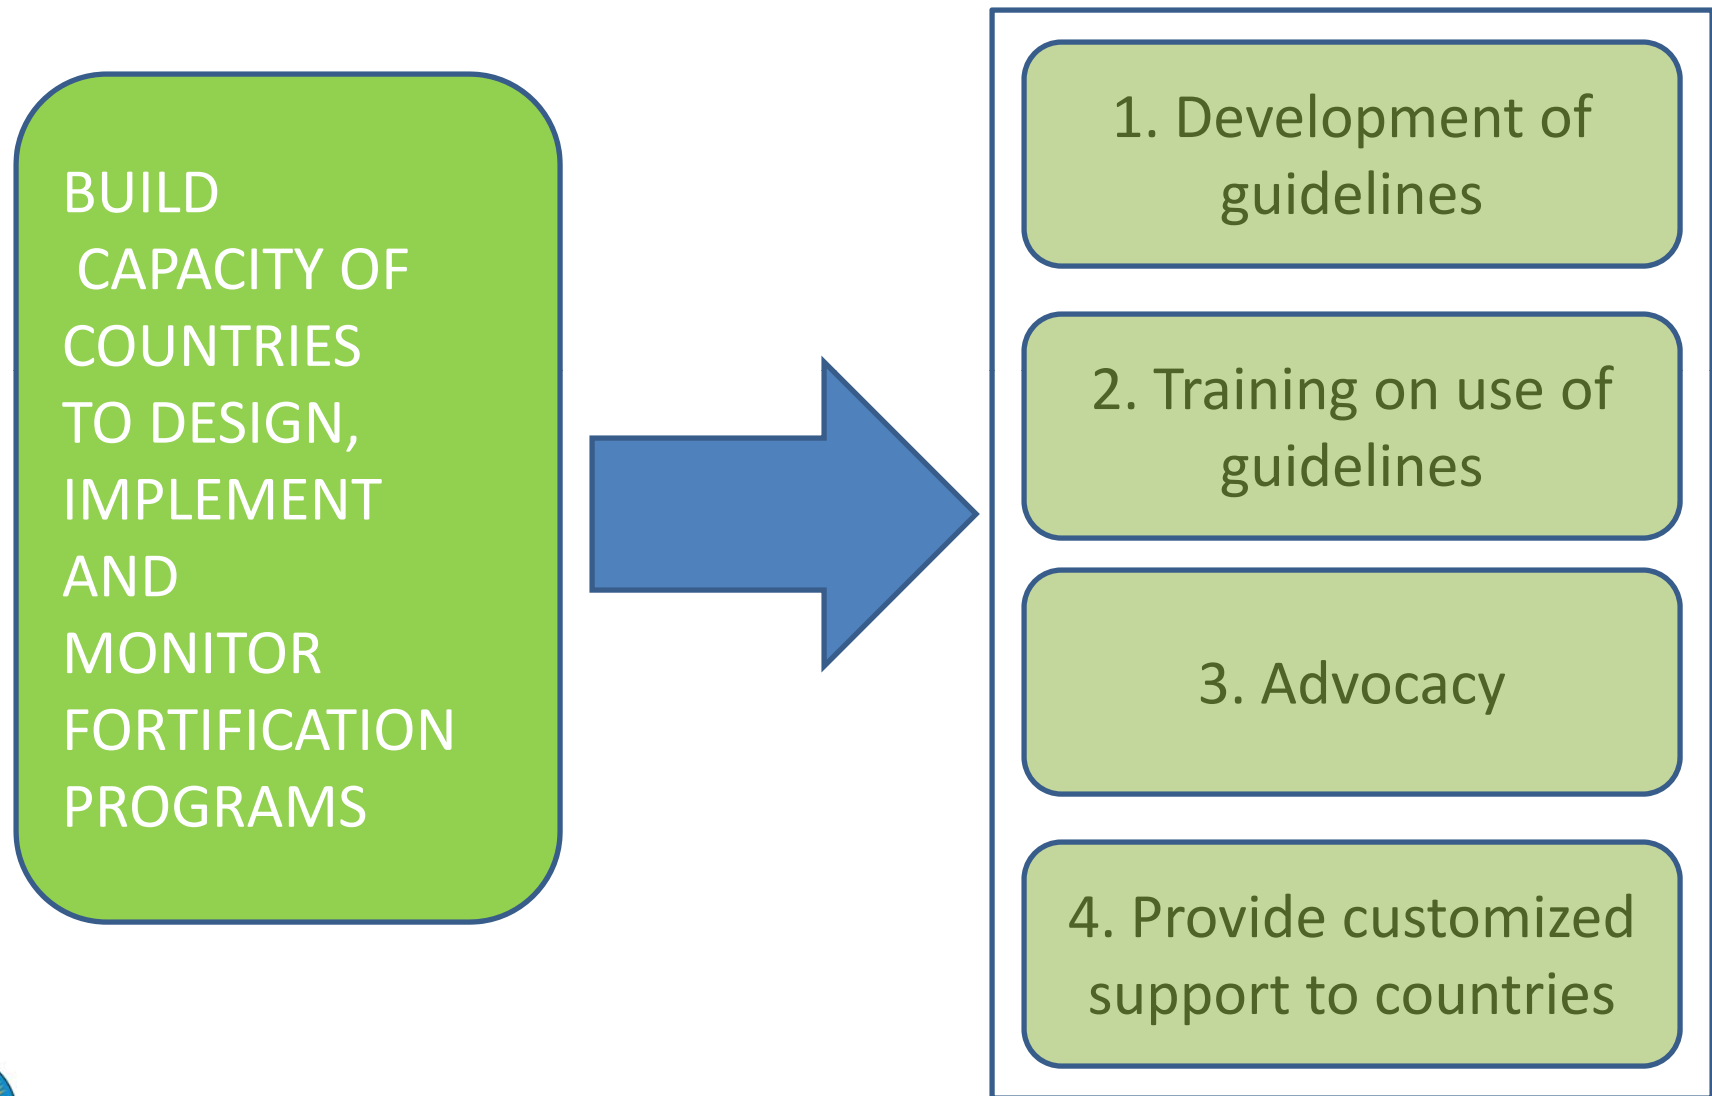 BUILD
CAPACITY OF
COUNTRIES
TO DESIGN,
IMPLEMENT
AND
MONITOR
FORTIFICATION
PROGRAMS
1. Development of
guidelines
2. Training on use of
guidelines
3. Advocacy
4. Provide customized
support to countries